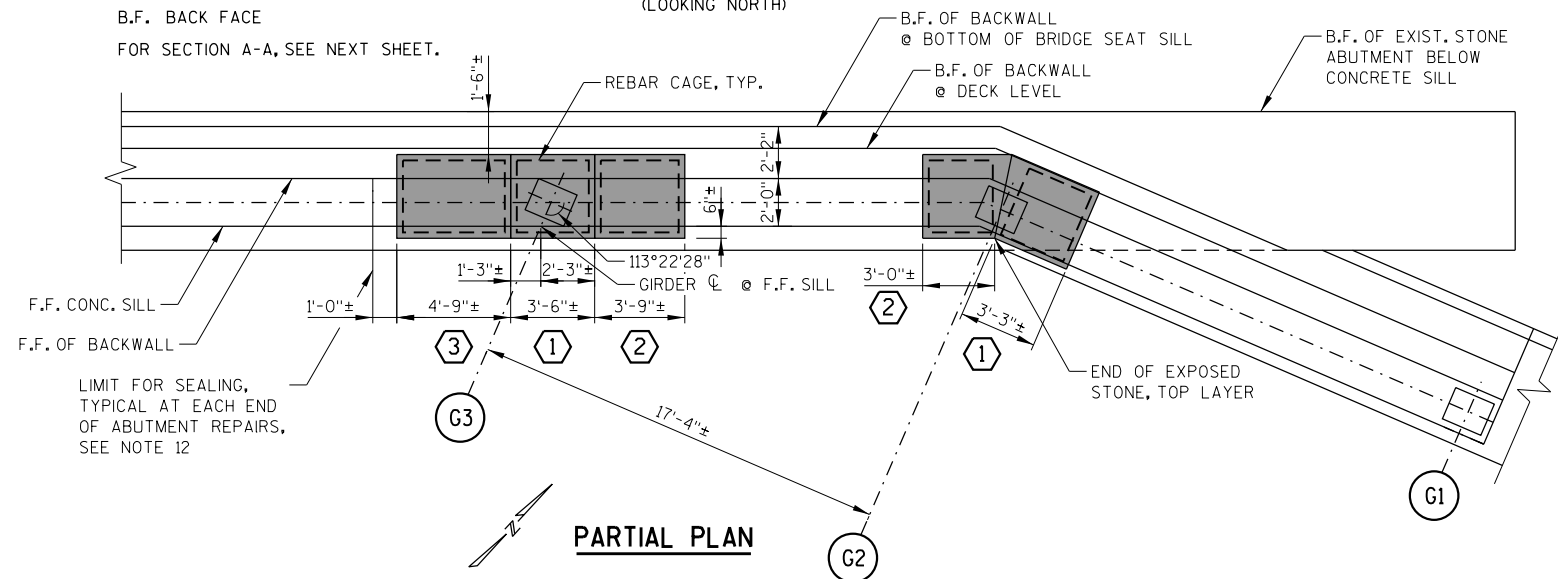 (LOOKING NORTH)
B.F. BACK FACE
FOR SECTION A-A, SEE NEXT SHEET.
1'-6"±
REBAR CAGE, TYP.
B.F. OF BACKWALL
@ BOTTOM OF BRIDGE SEAT SILL
B.F. OF BACKWALL
@ DECK LEVEL
B.F. OF EXIST. STONE
ABUTMENT BELOW
CONCRETE SILL
2'-2"
2'-0"
6"±
113°22'28"
GIRDER ℄ @ F.F. SILL
1'-3"±
2'-3"±
F.F. CONC. SILL
1'-0"±
4'-9"±
3'-6"±
3'-9"±
3'-0"±
3'-3"±
F.F. OF BACKWALL
3
1
2
2
1
LIMIT FOR SEALING,
TYPICAL AT EACH END
OF ABUTMENT REPAIRS,
SEE NOTE 12
END OF EXPOSED
STONE, TOP LAYER
G3
17'-4"±
G1
N
PARTIAL PLAN
G2